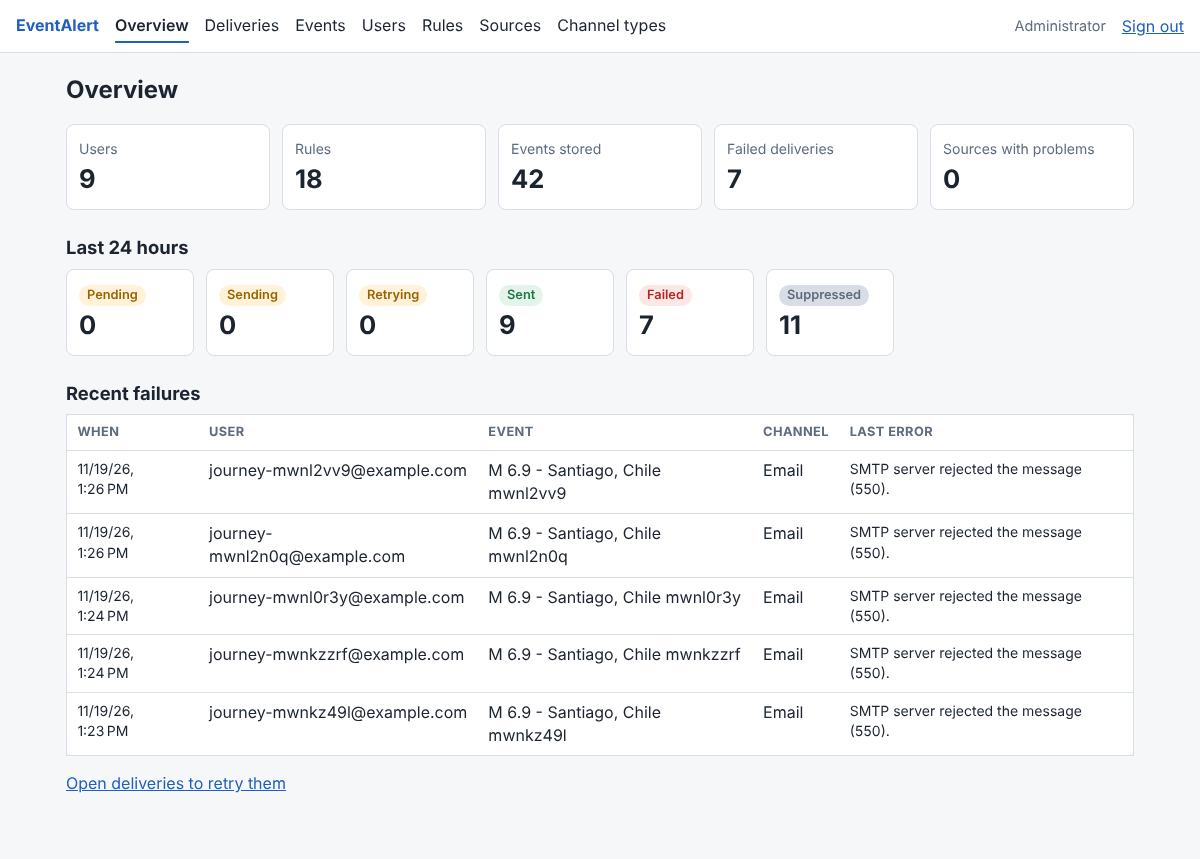 EventAlert Overview Deliveries Events Users Rules Sources Channel types Administrator Sign out
Overview
Users Rules Events stored Failed deliveries Sources with problems
9 18 42 7 0
Last 24 hours
Pending Sending Retrying Sent Failed Suppressed
0 0 0 9 7 11
Recent failures
WHEN USER EVENT CHANNEL LAST ERROR
11/19/26, journey-mwnl2vv9@example.com M 6.9 - Santiago, Chile Email SMTP server rejected the message
1:26 PM mwnl2vv9 (550).
11/19/26, journey- M 6.9 - Santiago, Chile Email SMTP server rejected the message
1:26 PM mwnl2n0q@example.com mwnl2n0q (550).
11/19/26, journey-mwnl0r3y@example.com M 6.9 - Santiago, Chile mwnl0r3y Email SMTP server rejected the message
1:24 PM (550).
11/19/26, journey-mwnkzzrf@example.com M 6.9 - Santiago, Chile mwnkzzrf Email SMTP server rejected the message
1:24 PM (550).
11/19/26, journey-mwnkz49l@example.com M 6.9 - Santiago, Chile Email SMTP server rejected the message
1:23 PM mwnkz49l (550).
Open deliveries to retry them